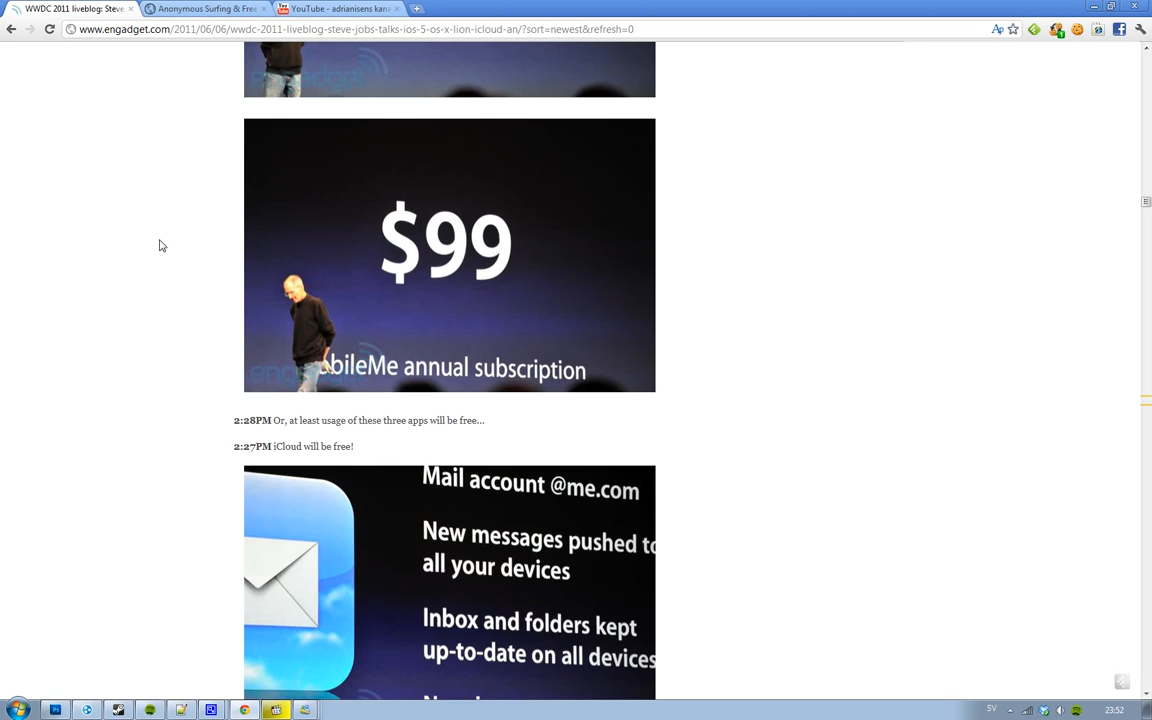 WWDC 2011 liveblog: Steve
Anonymous Surfing & Free
YouTube - adrianisens kana
www.engadget.com/2011/06/06/wwdc-2011-liveblog-steve-jobs-talks-ios-5-os-x-lion-icloud-an/?sort=newest&refresh=0
engadget
$99
bileMe annual subscription
2:28PM Or, at least usage of these three apps will be free...
2:27PM iCloud will be free!
Mail account @me.com
New messages pushed to
all your devices
Inbox and folders kept
up-to-date on all devices
SV
23:52